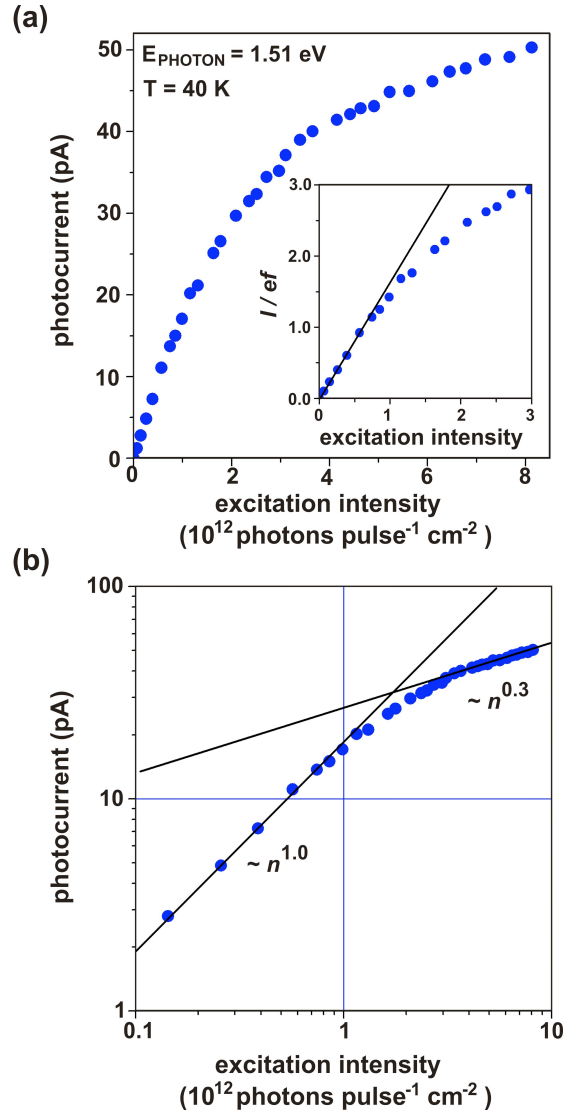 (a)
E_PHOTON = 1.51 eV
T = 40 K
photocurrent (pA)
50
40
30
20
10
0
0 2 4 6 8
excitation intensity
(10^12 photons pulse^-1 cm^-2 )
I / ef
3.0
2.0
1.0
0.0
0 1 2 3
excitation intensity
(b)
photocurrent (pA)
100
10
1
~ n^0.3
~ n^1.0
0.1 1 10
excitation intensity
(10^12 photons pulse^-1 cm^-2 )